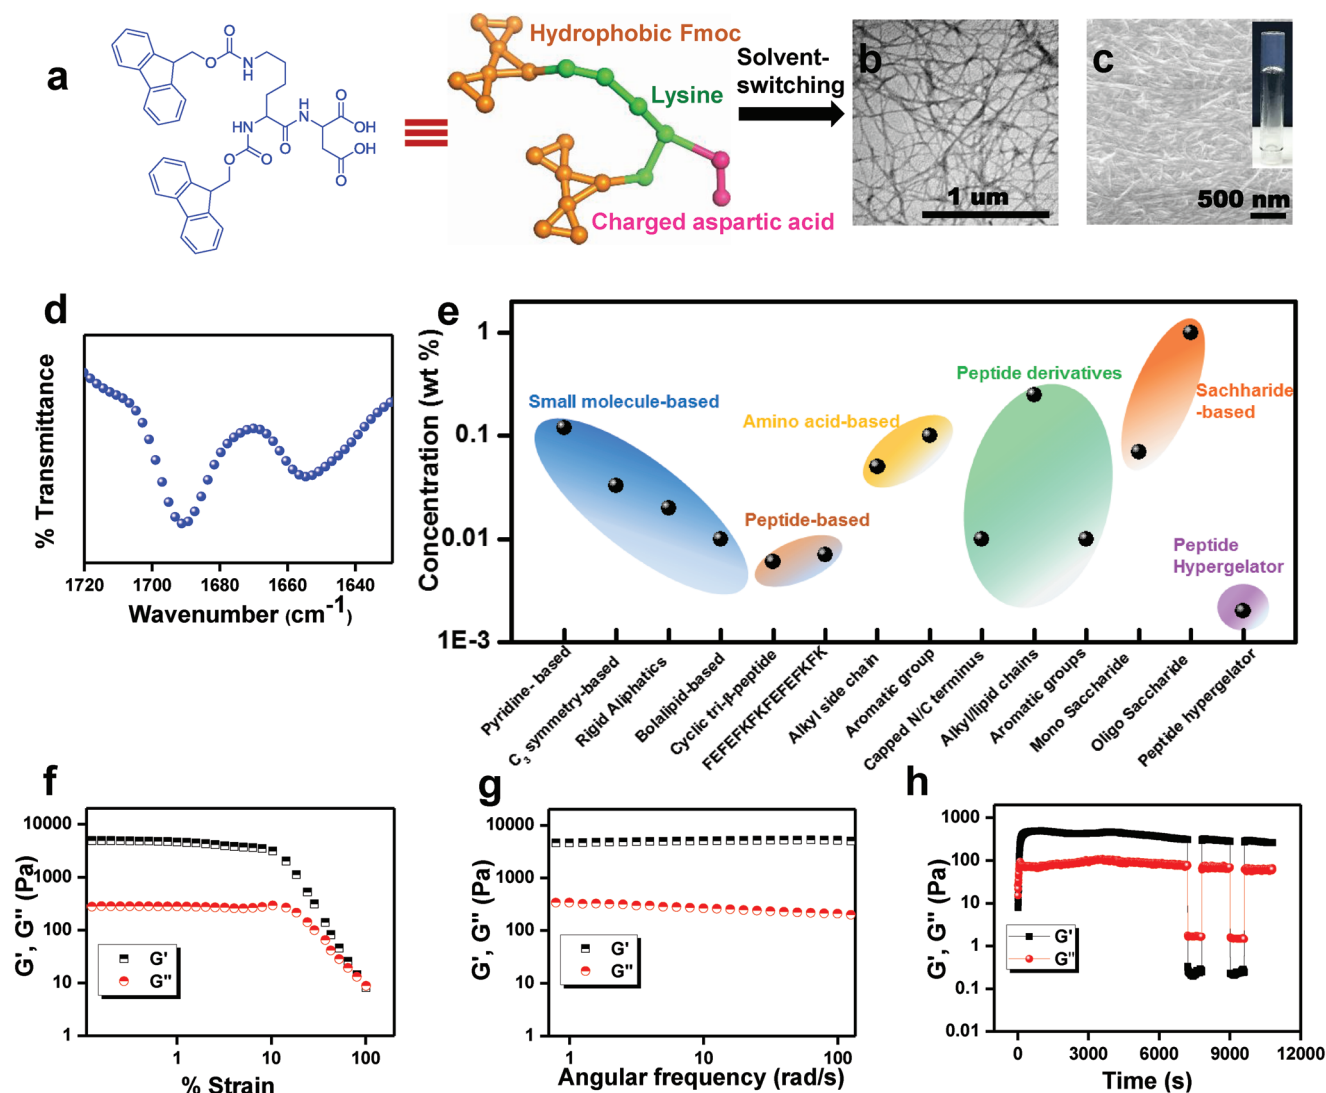 a
O
O
N
H
HN
O
O
O
H
N
O
OH
OH
O
Hydrophobic Fmoc
Lysine
Charged aspartic acid
Solvent-
switching
b
1 um
c
500 nm
d
% Transmittance
1720
1700
1680
1660
1640
Wavenumber (cm-1)
e
Concentration (wt %)
1
0.1
0.01
1E-3
Small molecule-based
Peptide-based
Amino acid-based
Peptide derivatives
Sachharide
-based
Peptide
Hypergelator
Pyridine- based
C3 symmetry-based
Rigid Aliphatics
Bolalipid-based
Cyclic tri-β-peptide
FEFEFKFKFEFEFKFK
Alkyl side chain
Aromatic group
Capped N/C terminus
Alkyl/lipid chains
Aromatic groups
Mono Saccharide
Oligo Saccharide
Peptide hypergelator
f
G', G" (Pa)
10000
1000
100
10
1
G'
G"
1
10
100
% Strain
g
G', G" (Pa)
10000
1000
100
10
1
G'
G"
1
10
100
Angular frequency (rad/s)
h
G', G" (Pa)
1000
100
10
1
0.1
0.01
G'
G"
0
3000
6000
9000
12000
Time (s)